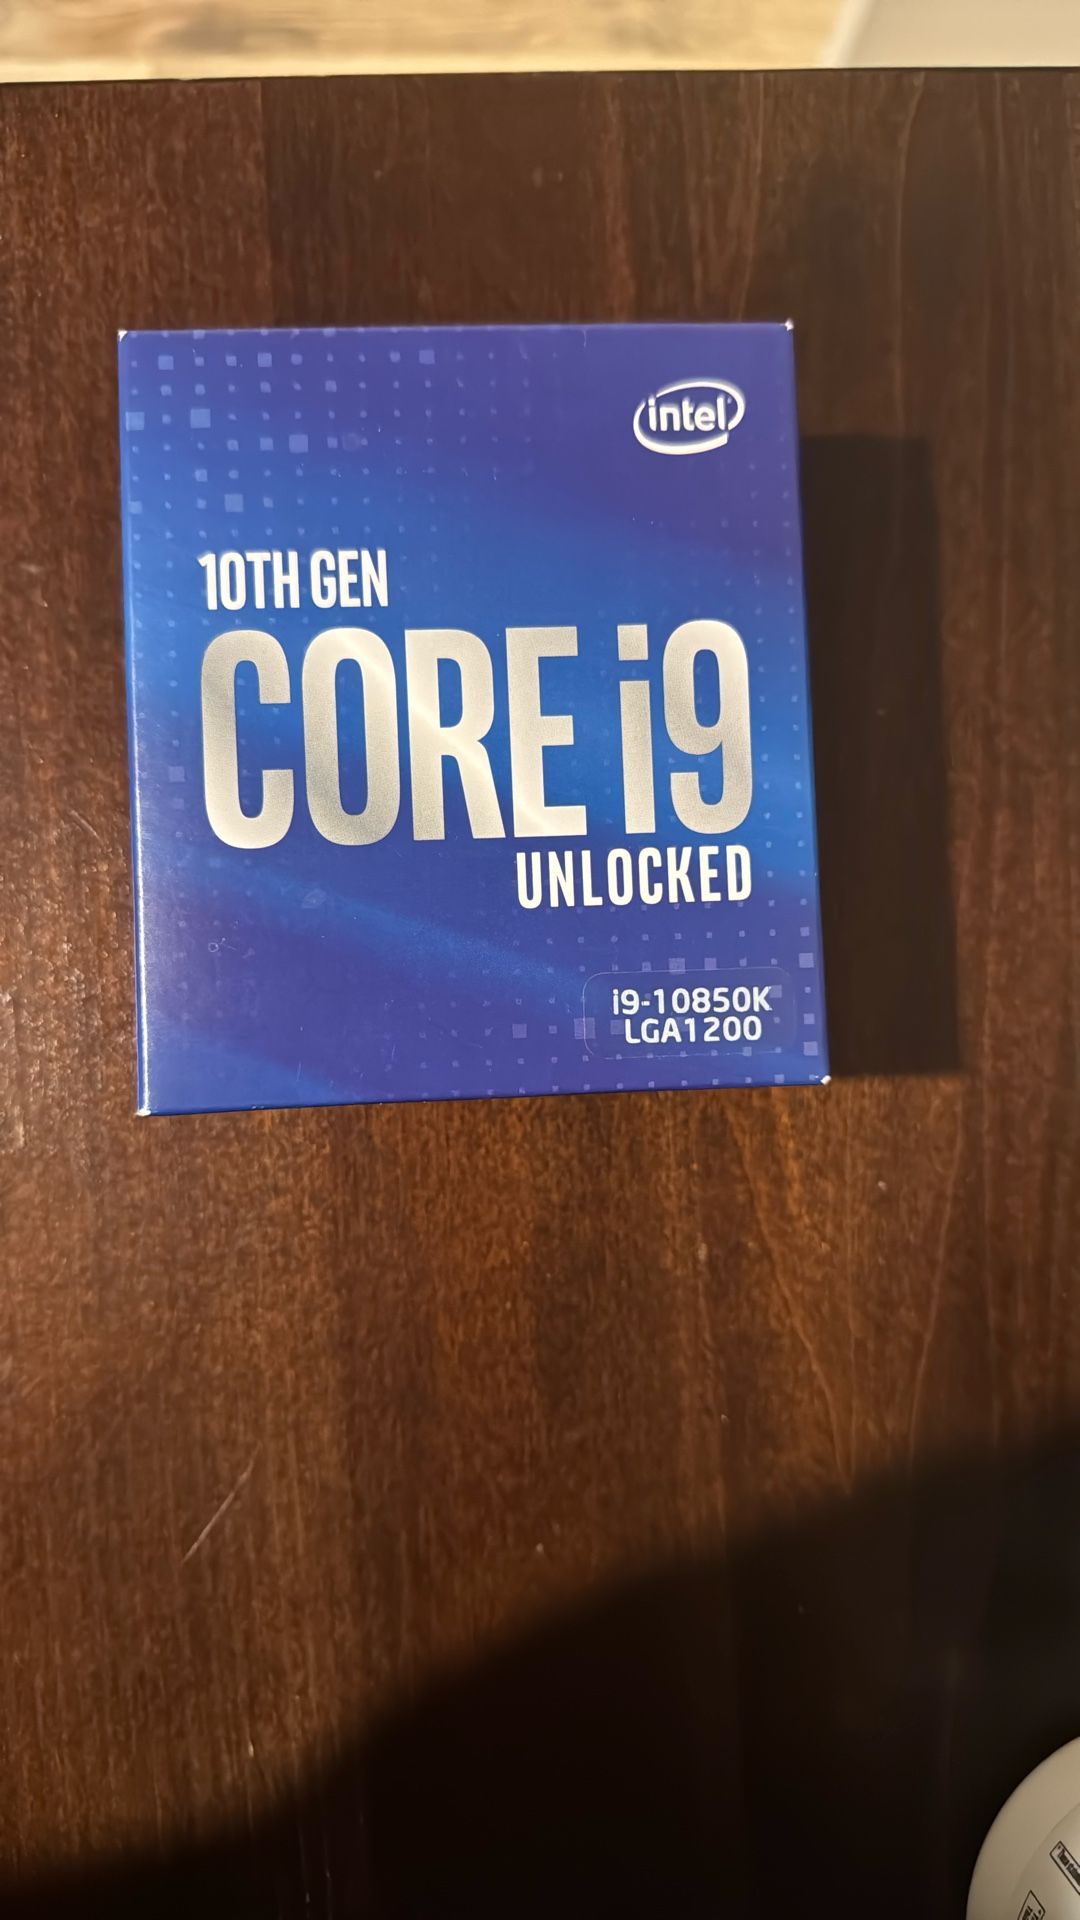 intel
10TH GEN
CORE i9
UNLOCKED
i9-10850K
LGA1200